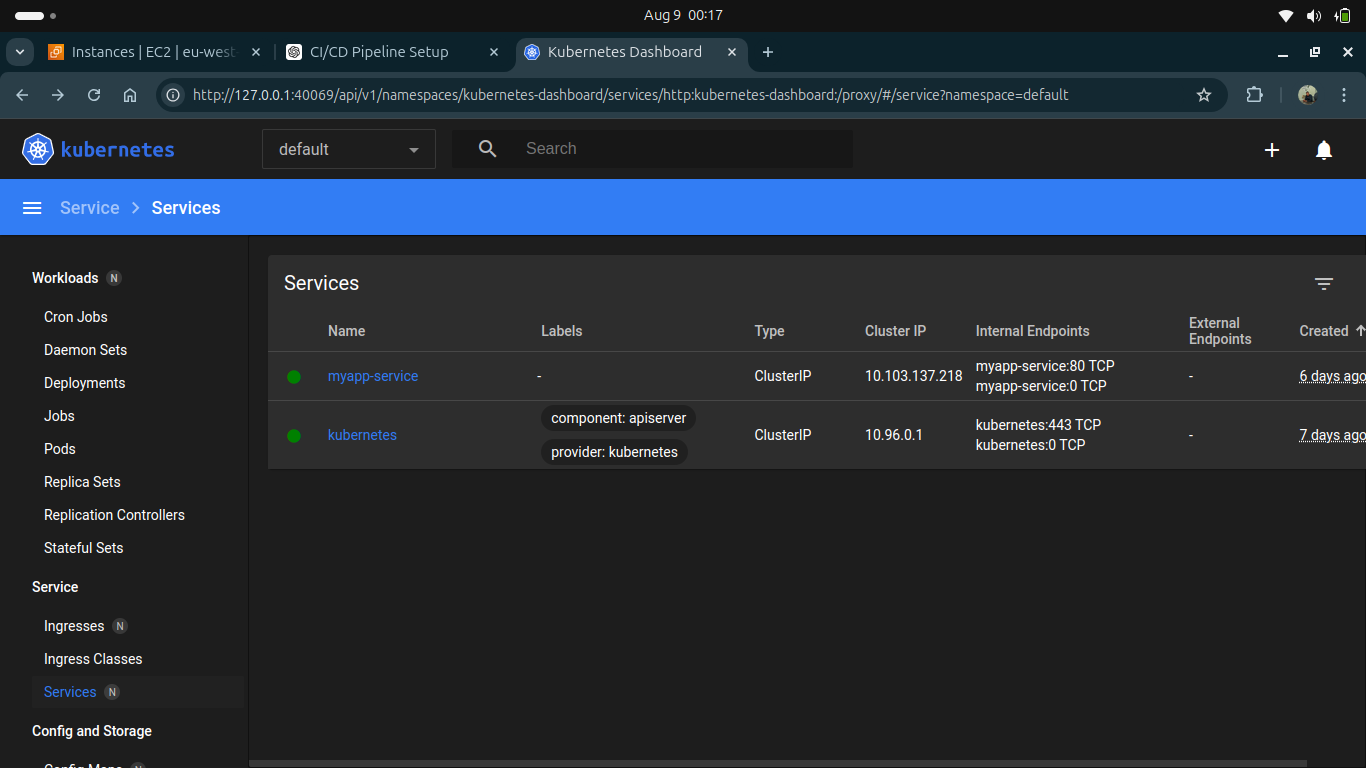 Aug 9 00:17
Instances | EC2 | eu-west-
CI/CD Pipeline Setup
Kubernetes Dashboard
http://127.0.0.1:40069/api/v1/namespaces/kubernetes-dashboard/services/http:kubernetes-dashboard:/proxy/#/service?namespace=default
kubernetes
default
Search
Service
Services
Workloads N
Cron Jobs
Daemon Sets
Deployments
Jobs
Pods
Replica Sets
Replication Controllers
Stateful Sets
Service
Ingresses N
Ingress Classes
Services N
Config and Storage
Config Maps N
Services
Name Labels Type Cluster IP Internal Endpoints External Endpoints Created
myapp-service - ClusterIP 10.103.137.218 myapp-service:80 TCP - 6 days ago
myapp-service:0 TCP
kubernetes component: apiserver ClusterIP 10.96.0.1 kubernetes:443 TCP - 7 days ago
provider: kubernetes kubernetes:0 TCP